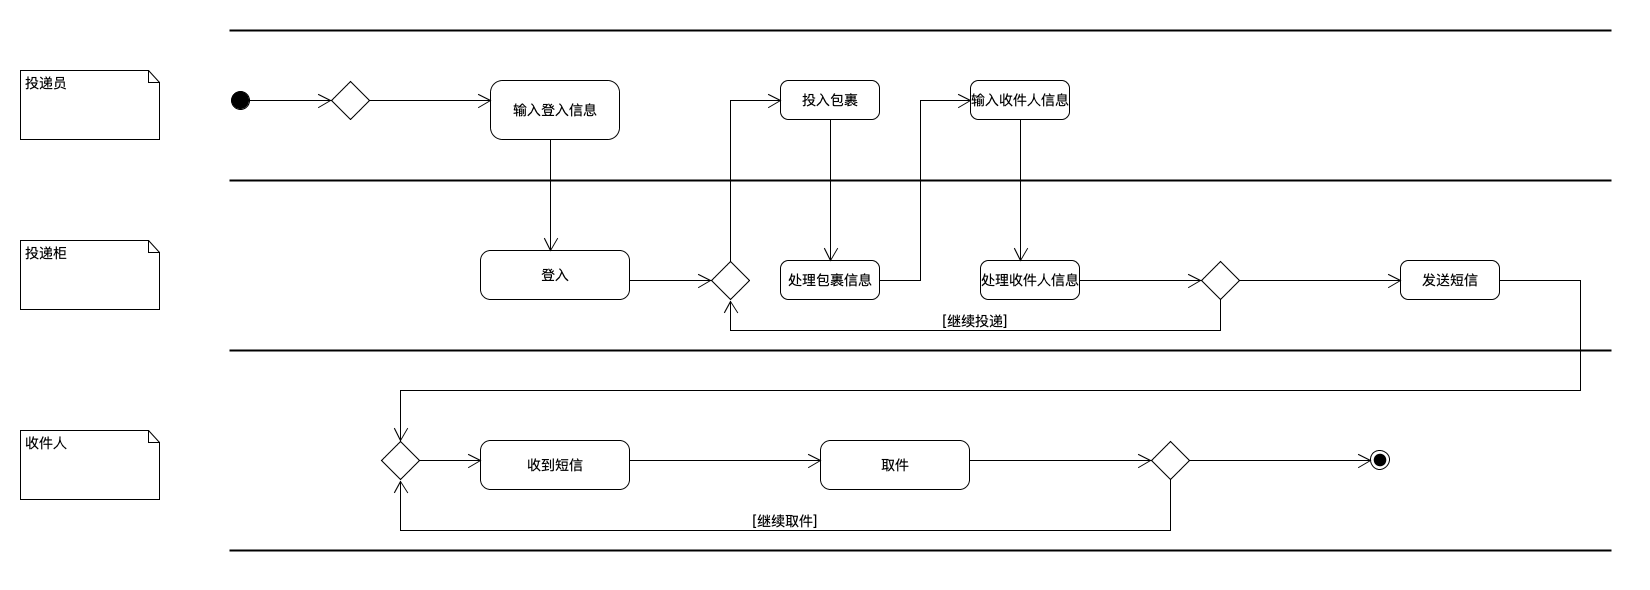 投递员
输入登入信息
投入包裹
输入收件人信息
投递柜
登入
处理包裹信息
处理收件人信息
发送短信
[继续投递]
收件人
收到短信
取件
[继续取件]